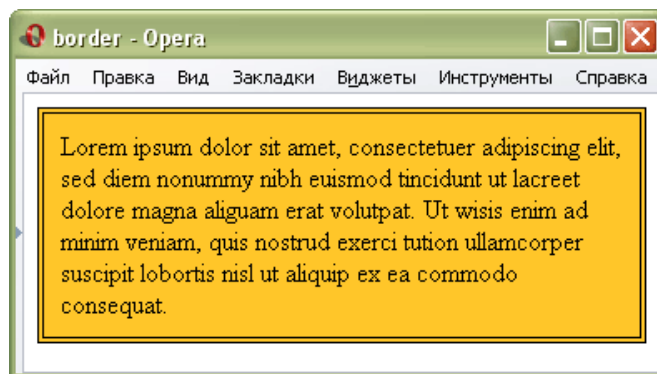 border - Opera
Файл Правка Вид Закладки Виджеты Инструменты Справка
Lorem ipsum dolor sit amet, consectetuer adipiscing elit,
sed diem nonummy nibh euismod tincidunt ut lacreet
dolore magna aliguam erat volutpat. Ut wisis enim ad
minim veniam, quis nostrud exerci tution ullamcorper
suscipit lobortis nisl ut aliquip ex ea commodo
consequat.